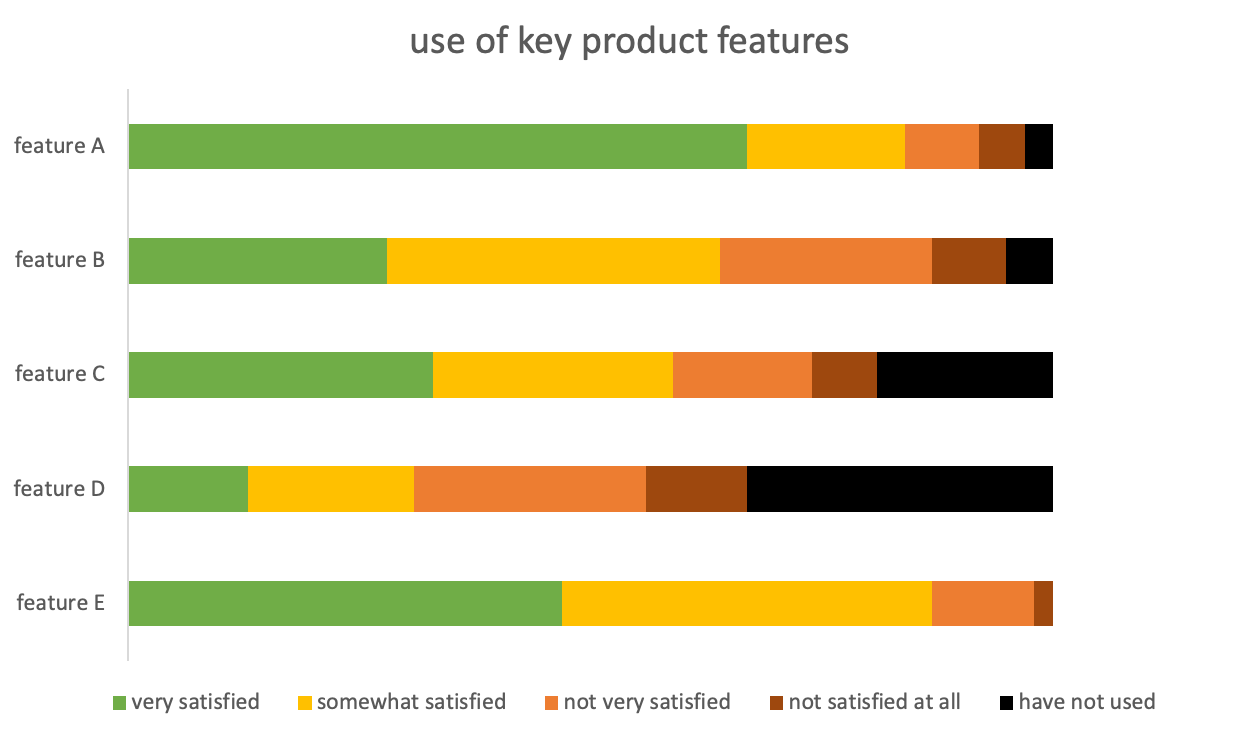 use of key product features
feature A
feature B
feature C
feature D
feature E
very satisfied somewhat satisfied not very satisfied not satisfied at all have not used